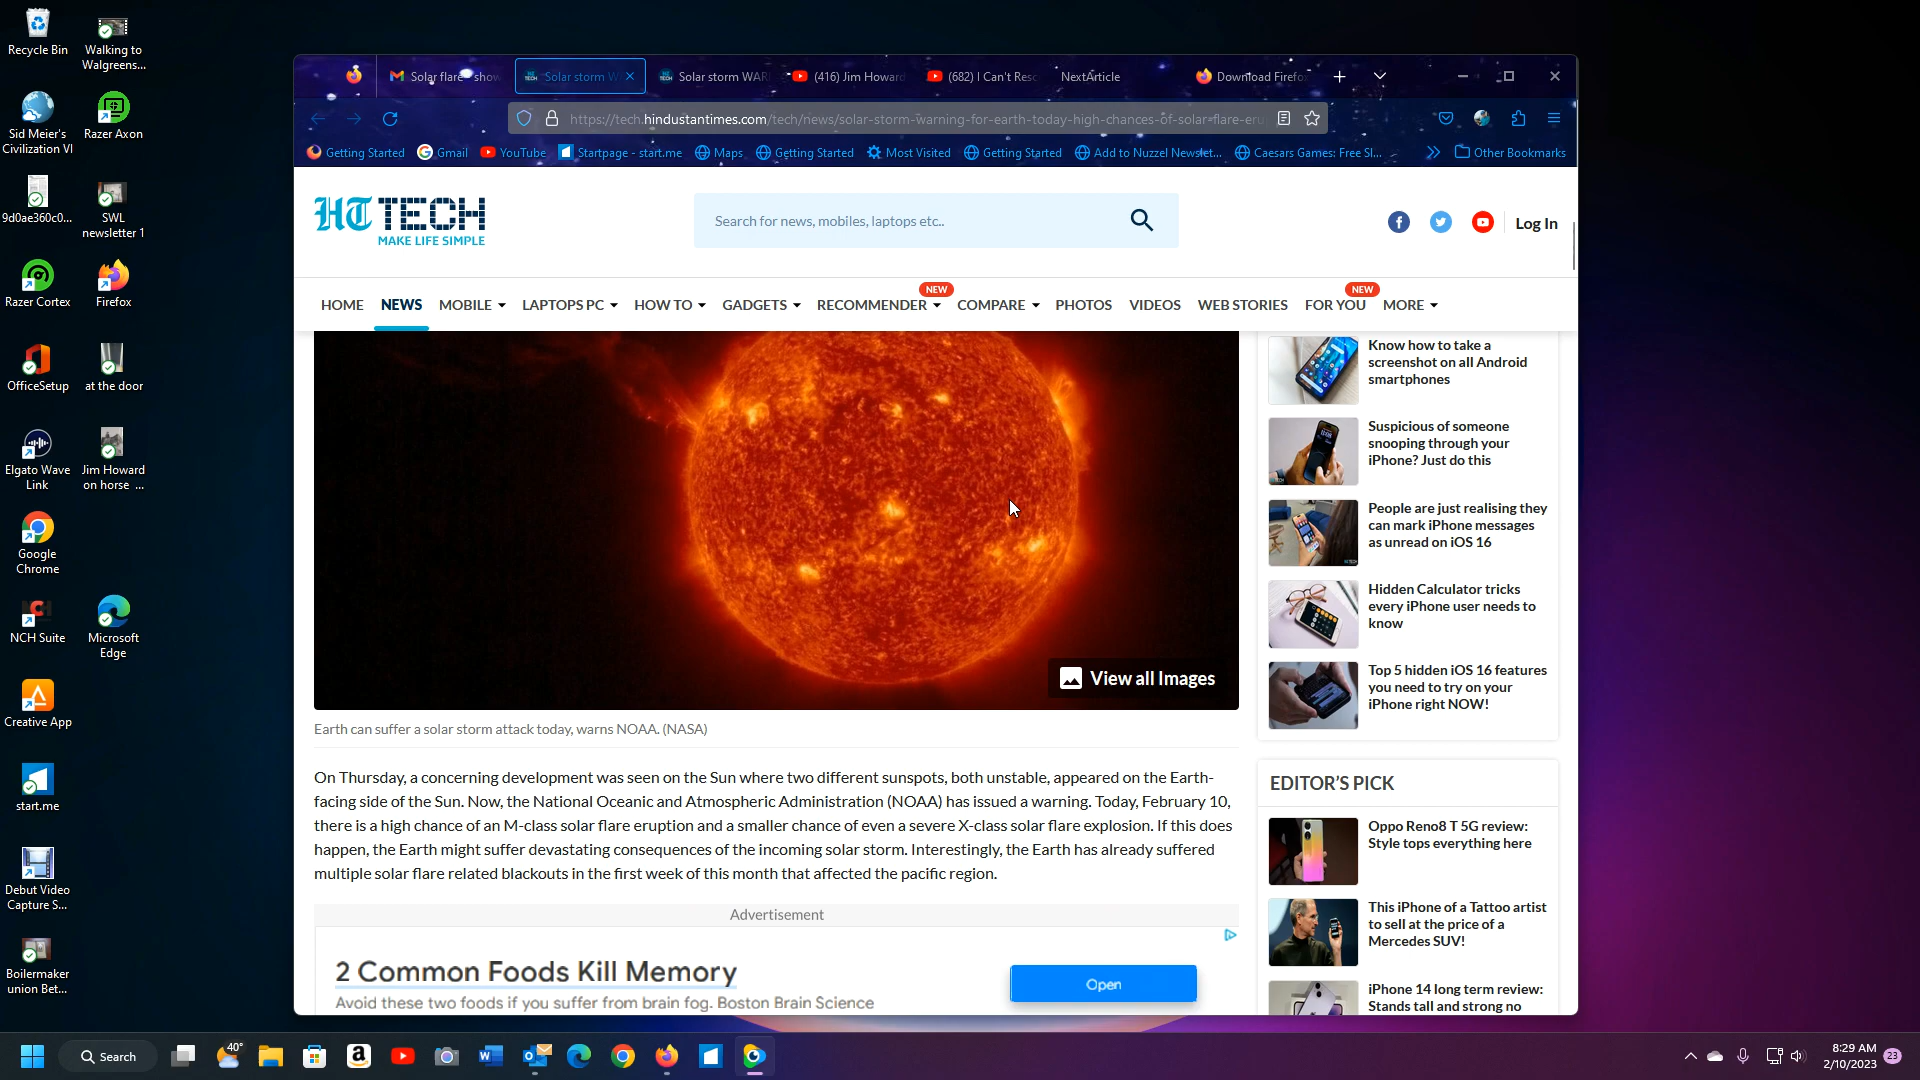 Recycle Bin
Walking to
Walgreens...
Sid Meier's
Civilization VI
Razer Axon
9d0ae360c0...
SWL
newsletter 1
Razer Cortex
Firefox
OfficeSetup
at the door
Elgato Wave
Link
Jim Howard
on horse ...
Google
Chrome
NCH Suite
Microsoft
Edge
Creative App
start.me
Debut Video
Capture S...
Boilermaker
union Bet...
Solar flare - show
Solar storm W
Solar storm WAR
(416) Jim Howard
(682) I Can't Resc
NextArticle
Download Firefo
https://tech.hindustantimes.com/tech/news/solar-storm-warning-for-earth-today-high-chances-of-solar-flare-eru
Getting Started
Gmail
YouTube
Startpage - start.me
Maps
Getting Started
Most Visited
Getting Started
Add to Nuzzel Newslet...
Caesars Games: Free Sl...
Other Bookmarks
HT TECH
MAKE LIFE SIMPLE
Search for news, mobiles, laptops etc..
Log In
HOME NEWS MOBILE LAPTOPS PC HOW TO GADGETS RECOMMENDER NEW COMPARE PHOTOS VIDEOS WEB STORIES FOR YOU NEW MORE
View all Images
Earth can suffer a solar storm attack today, warns NOAA. (NASA)
On Thursday, a concerning development was seen on the Sun where two different sunspots, both unstable, appeared on the Earth-
facing side of the Sun. Now, the National Oceanic and Atmospheric Administration (NOAA) has issued a warning. Today, February 10,
there is a high chance of an M-class solar flare eruption and a smaller chance of even a severe X-class solar flare explosion. If this does
happen, the Earth might suffer devastating consequences of the incoming solar storm. Interestingly, the Earth has already suffered
multiple solar flare related blackouts in the first week of this month that affected the pacific region.
Advertisement
2 Common Foods Kill Memory
Avoid these two foods if you suffer from brain fog. Boston Brain Science
Open
Know how to take a
screenshot on all Android
smartphones
Suspicious of someone
snooping through your
iPhone? Just do this
People are just realising they
can mark iPhone messages
as unread on iOS 16
Hidden Calculator tricks
every iPhone user needs to
know
Top 5 hidden iOS 16 features
you need to try on your
iPhone right NOW!
EDITOR'S PICK
Oppo Reno8 T 5G review:
Style tops everything here
This iPhone of a Tattoo artist
to sell at the price of a
Mercedes SUV!
iPhone 14 long term review:
Stands tall and strong no
Search
40°
8:29 AM
2/10/2023
23